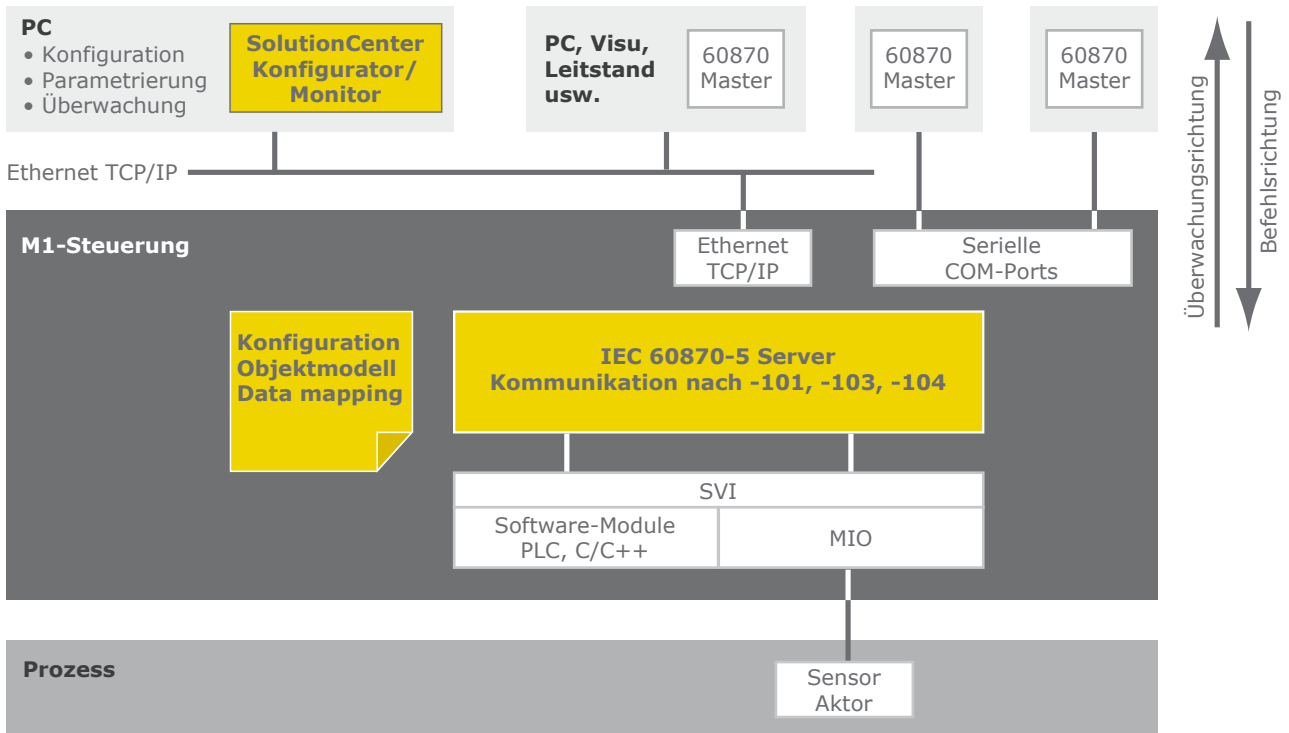 PC
• Konfiguration
• Parametrierung
• Überwachung
SolutionCenter
Konfigurator/
Monitor
PC, Visu,
Leitstand
usw.
60870
Master
60870
Master
60870
Master
Überwachungsrichtung
Befehlsrichtung
Ethernet TCP/IP
M1-Steuerung
Ethernet
TCP/IP
Serielle
COM-Ports
Konfiguration
Objektmodell
Data mapping
IEC 60870-5 Server
Kommunikation nach -101, -103, -104
SVI
Software-Module
PLC, C/C++
MIO
Prozess
Sensor
Aktor